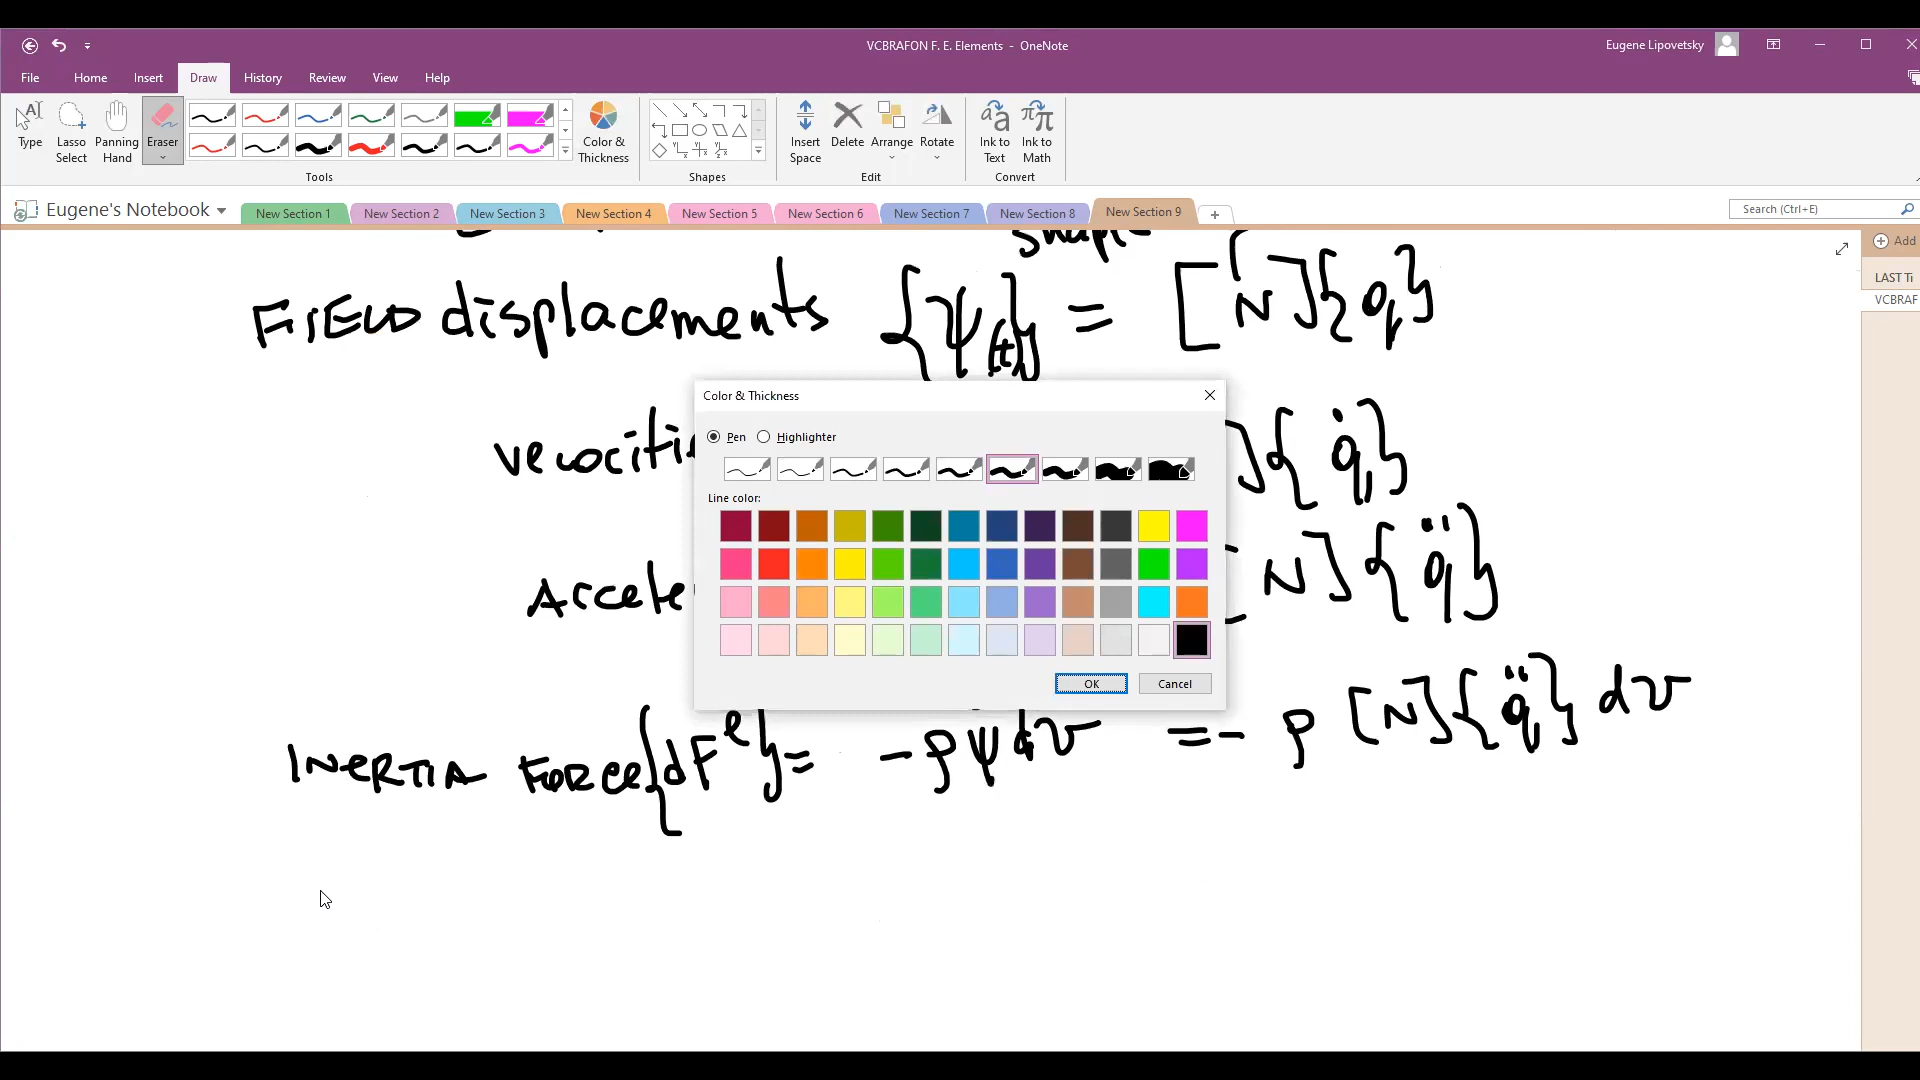 VCBRAFON F. E. Elements - OneNote
Eugene Lipovetsky
File Home Insert Draw History Review View Help
Type
Lasso Select
Panning Hand
Eraser
Color & Thickness
Insert Space
Delete
Arrange
Rotate
Ink to Text
Ink to Math
Tools
Shapes
Edit
Convert
Eugene's Notebook
New Section 1
New Section 2
New Section 3
New Section 4
New Section 5
New Section 6
New Section 7
New Section 8
New Section 9
Search (Ctrl+E)
Add
LAST Ti
VCBRAF
shape
FIELD displacements {ψ(t)} = [N]{q}
Color & Thickness
Pen Highlighter
Line color:
OK Cancel
velociti ]{q̇}
Accele N]{q̈}
INERTIA FORCE {dF^e} = -ρψdv = -ρ[N]{q̈}dv